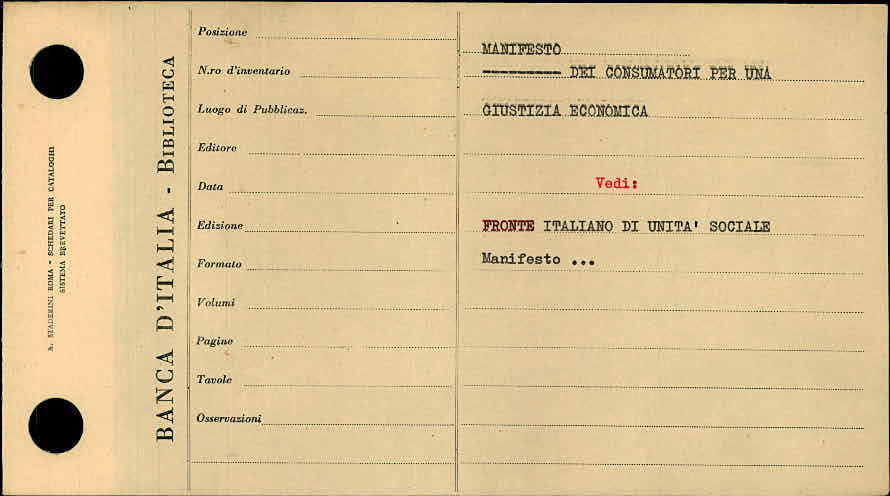 A. STADERINI ROMA - SCHEDARI PER CATALOGHI
SISTEMA BREVETTATO
BANCA D'ITALIA - BIBLIOTECA
Posizione
N.ro d'inventario
Luogo di Pubblicaz.
Editore
Data
Edizione
Formato
Volumi
Pagine
Tavole
Osservazioni
MANIFESTO
--------- DEI CONSUMATORI PER UNA
GIUSTIZIA ECONOMICA
Vedi:
FRONTE ITALIANO DI UNITA' SOCIALE
Manifesto ...